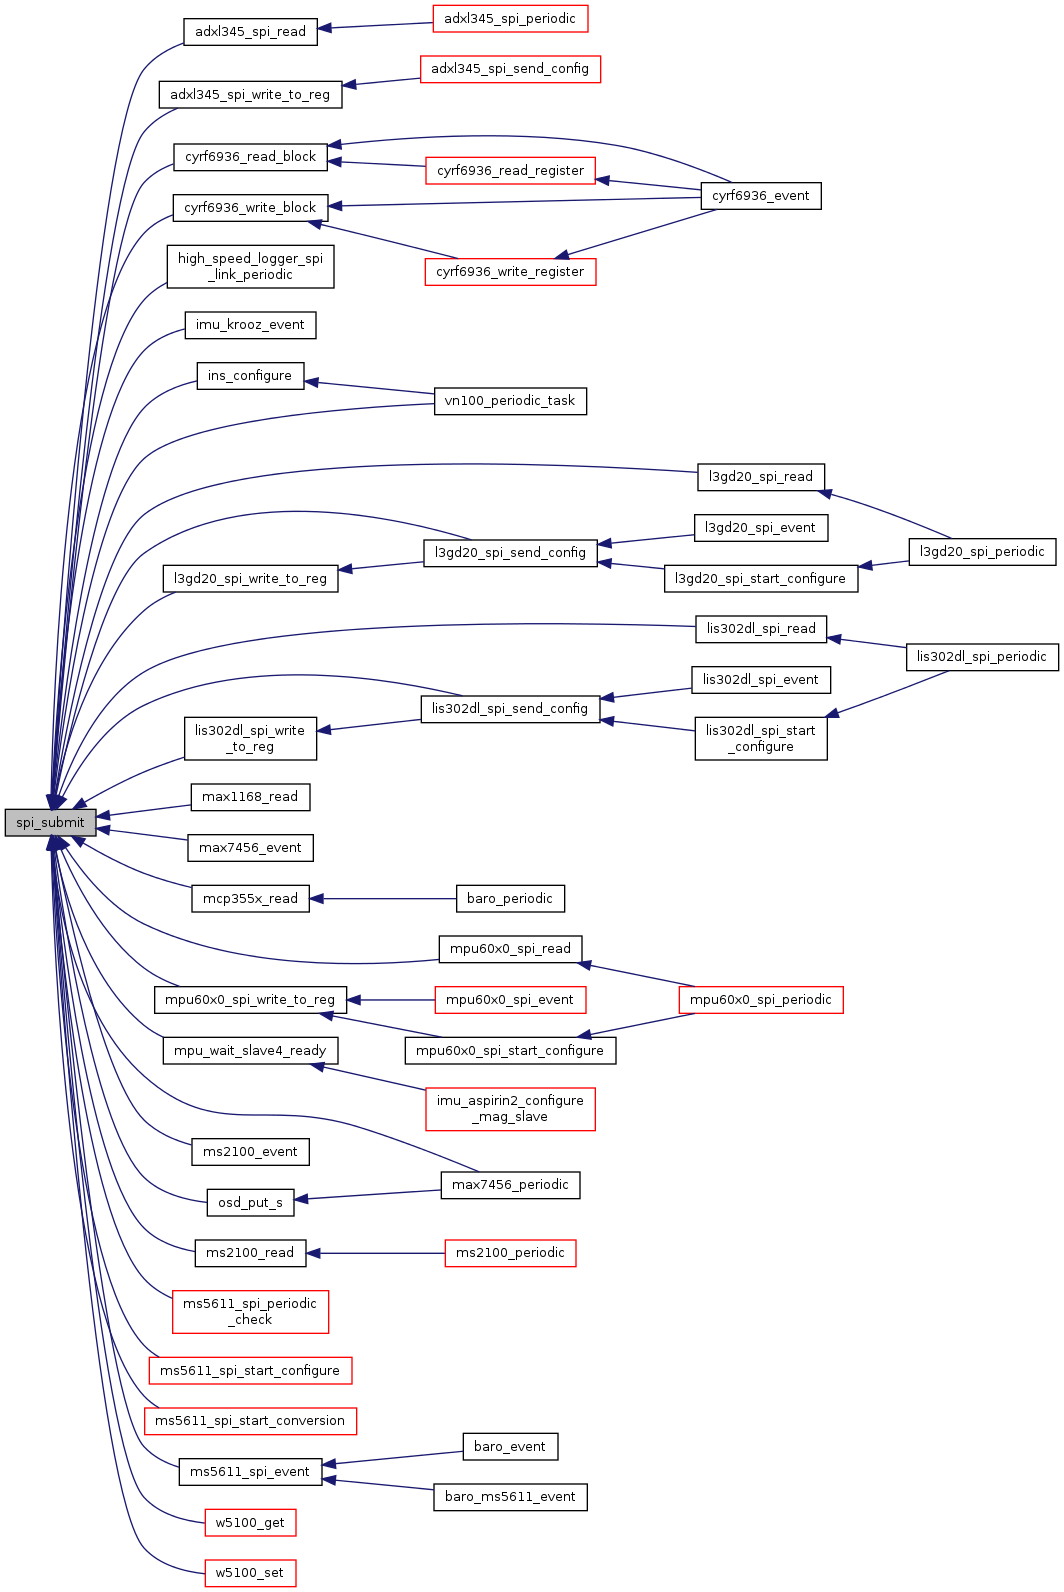 adxl345_spi_read
adxl345_spi_periodic
adxl345_spi_send_config
adxl345_spi_write_to_reg
cyrf6936_read_block
cyrf6936_read_register
cyrf6936_event
cyrf6936_write_block
cyrf6936_write_register
high_speed_logger_spi
_link_periodic
imu_krooz_event
ins_configure
vn100_periodic_task
l3gd20_spi_read
l3gd20_spi_event
l3gd20_spi_send_config
l3gd20_spi_periodic
l3gd20_spi_write_to_reg
l3gd20_spi_start_configure
lis302dl_spi_read
lis302dl_spi_periodic
lis302dl_spi_event
lis302dl_spi_send_config
lis302dl_spi_write
_to_reg
lis302dl_spi_start
_configure
max1168_read
spi_submit
max7456_event
mcp355x_read
baro_periodic
mpu60x0_spi_read
mpu60x0_spi_write_to_reg
mpu60x0_spi_event
mpu60x0_spi_periodic
mpu_wait_slave4_ready
mpu60x0_spi_start_configure
imu_aspirin2_configure
_mag_slave
ms2100_event
max7456_periodic
osd_put_s
ms2100_read
ms2100_periodic
ms5611_spi_periodic
_check
ms5611_spi_start_configure
ms5611_spi_start_conversion
baro_event
ms5611_spi_event
baro_ms5611_event
w5100_get
w5100_set